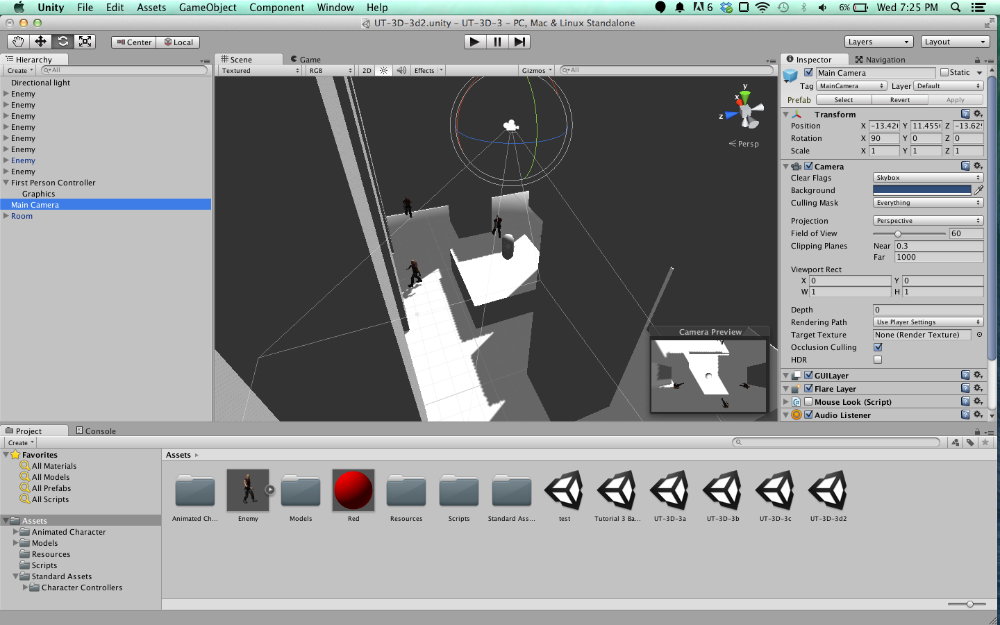 Unity File Edit Assets GameObject Component Window Help 6 6% Wed 7:25 PM
UT-3D-3d2.unity – UT-3D-3 – PC, Mac & Linux Standalone
Center Local Layers Layout
Hierarchy
Create All
Directional light
Enemy
Enemy
Enemy
Enemy
Enemy
Enemy
Enemy
Enemy
First Person Controller
Graphics
Main Camera
Room
Scene Game
Textured RGB 2D Effects Gizmos All
y
x
z
Persp
Camera Preview
Inspector Navigation
Main Camera Static
Tag MainCamera Layer Default
Prefab Select Revert Apply
Transform
Position X -13.42 Y 11.455 Z -13.62
Rotation X 90 Y 0 Z 0
Scale X 1 Y 1 Z 1
Camera
Clear Flags Skybox
Background
Culling Mask Everything
Projection Perspective
Field of View 60
Clipping Planes Near 0.3
Far 1000
Viewport Rect
X 0 Y 0
W 1 H 1
Depth 0
Rendering Path Use Player Settings
Target Texture None (Render Texture)
Occlusion Culling
HDR
GUILayer
Flare Layer
Mouse Look (Script)
Audio Listener
Project Console
Create
Favorites
All Materials
All Models
All Prefabs
All Scripts
Assets
Animated Character
Models
Resources
Scripts
Standard Assets
Character Controllers
Assets
Animated Ch... Enemy Models Red Resources Scripts Standard Ass... test Tutorial 3 Ba... UT-3D-3a UT-3D-3b UT-3D-3c UT-3D-3d2